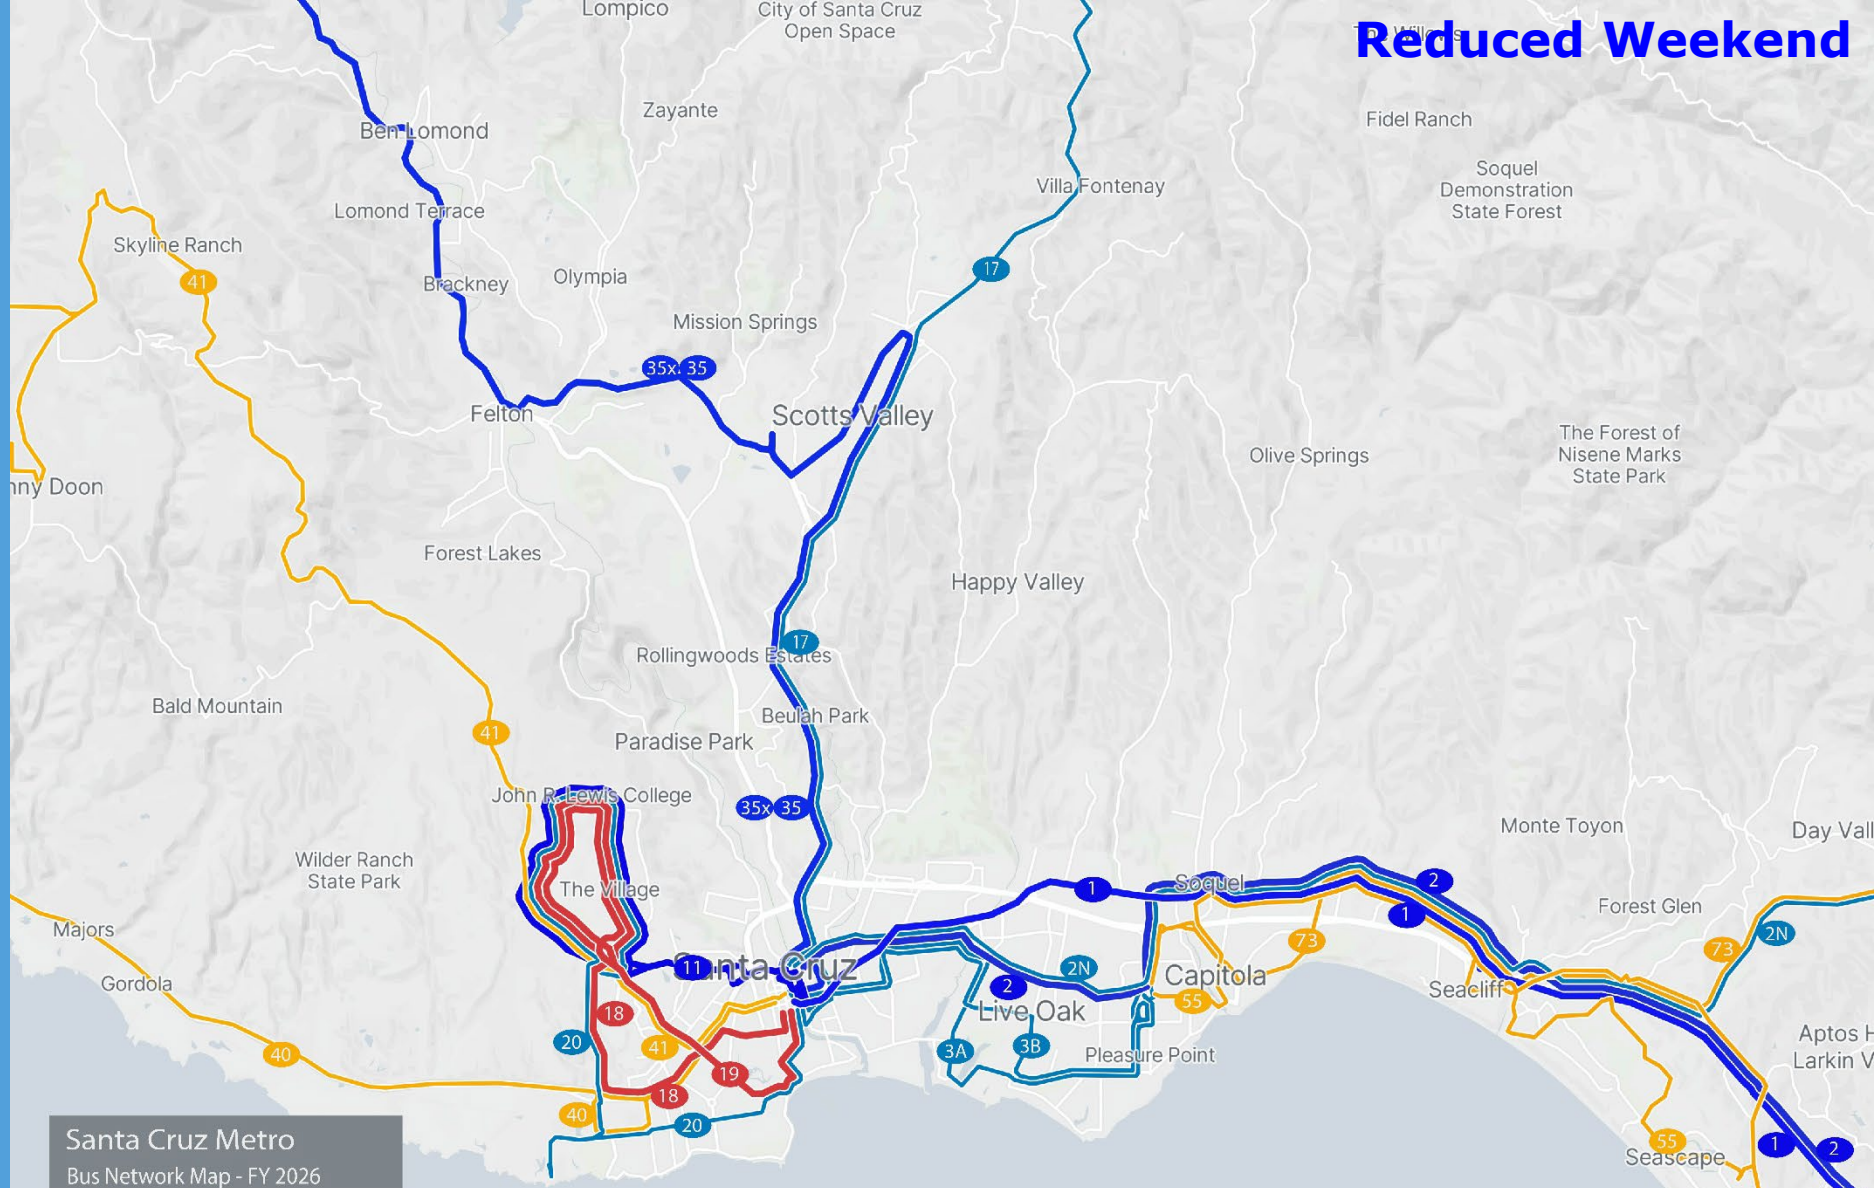 Lompico
City of Santa Cruz
Open Space
Reduced Weekend
Zayante
Fidel Ranch
Ben Lomond
Soquel
Demonstration
State Forest
Villa Fontenay
Lomond Terrace
Skyline Ranch
41
17
Olympia
Brackney
Mission Springs
35x 35
Felton
Scotts Valley
The Forest of
Nisene Marks
State Park
Olive Springs
nny Doon
Forest Lakes
Happy Valley
17
Rollingwoods Estates
Bald Mountain
Beulah Park
41
Paradise Park
John R. Lewis College
35x 35
Monte Toyon
Day Vall
Wilder Ranch
State Park
The Village
Soquel
1
2
1
Forest Glen
Majors
73
73
2N
11
Santa Cruz
2N
Capitola
Gordola
2
55
Seacliff
Live Oak
18
20
41
3A
3B
Pleasure Point
Aptos H
Larkin V
40
19
18
40
20
55
1
2
Seascape
Santa Cruz Metro
Bus Network Map - FY 2026